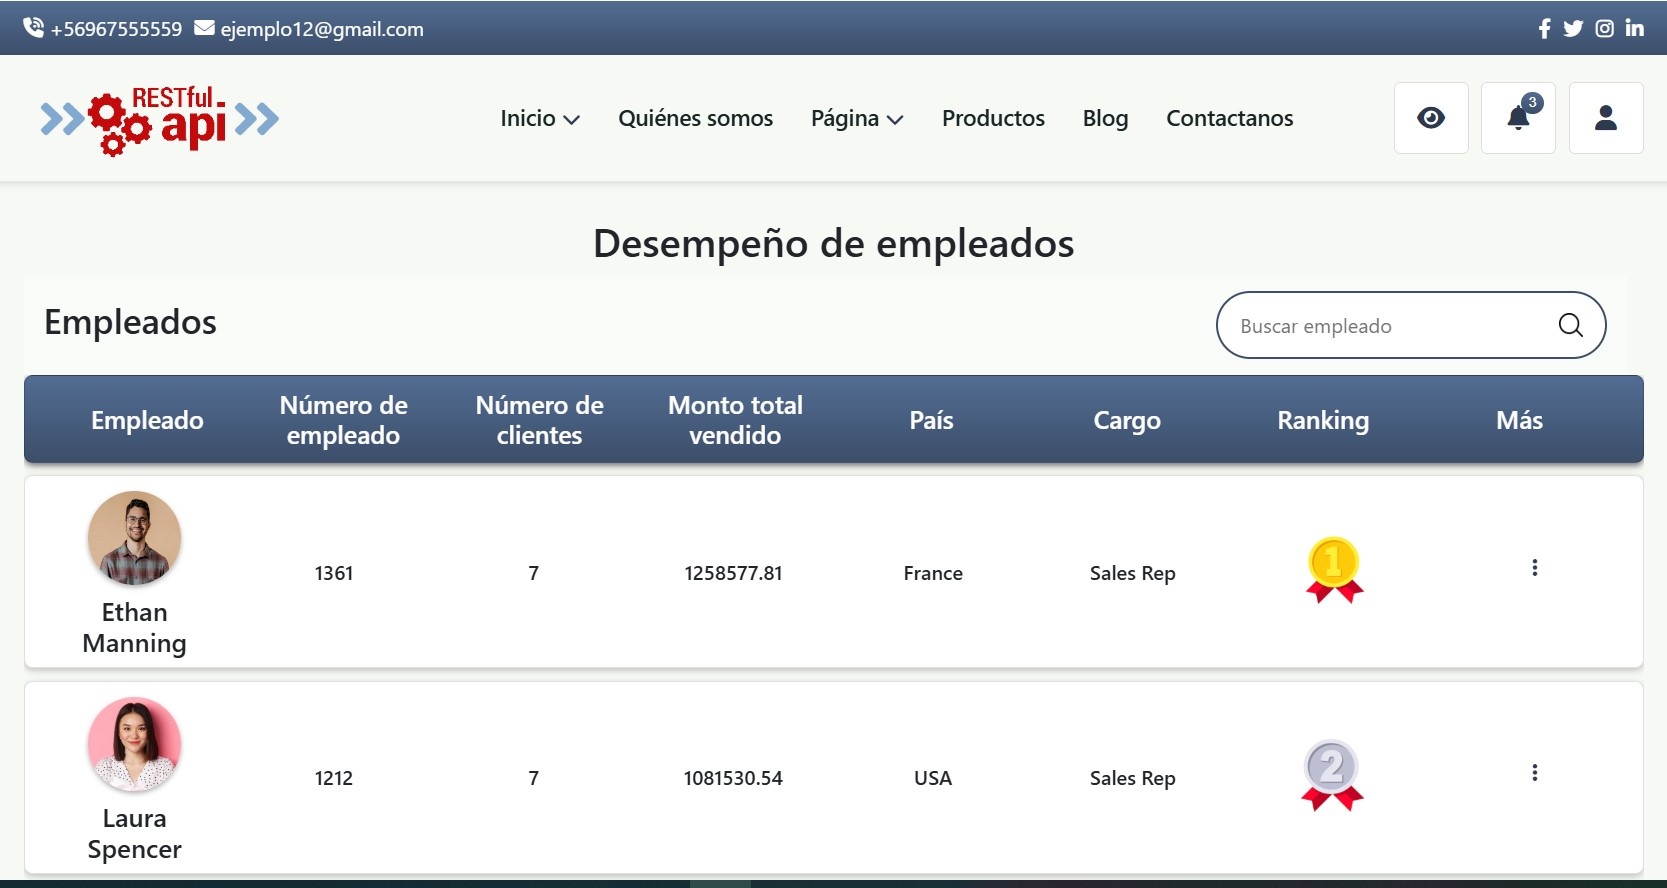 +56967555559 ejemplo12@gmail.com
RESTful
api
Inicio Quiénes somos Página Productos Blog Contactanos
3
Desempeño de empleados
Empleados
Buscar empleado
Empleado Número de empleado Número de clientes Monto total vendido País Cargo Ranking Más
1361 7 1258577.81 France Sales Rep 1
Ethan
Manning
1212 7 1081530.54 USA Sales Rep 2
Laura
Spencer